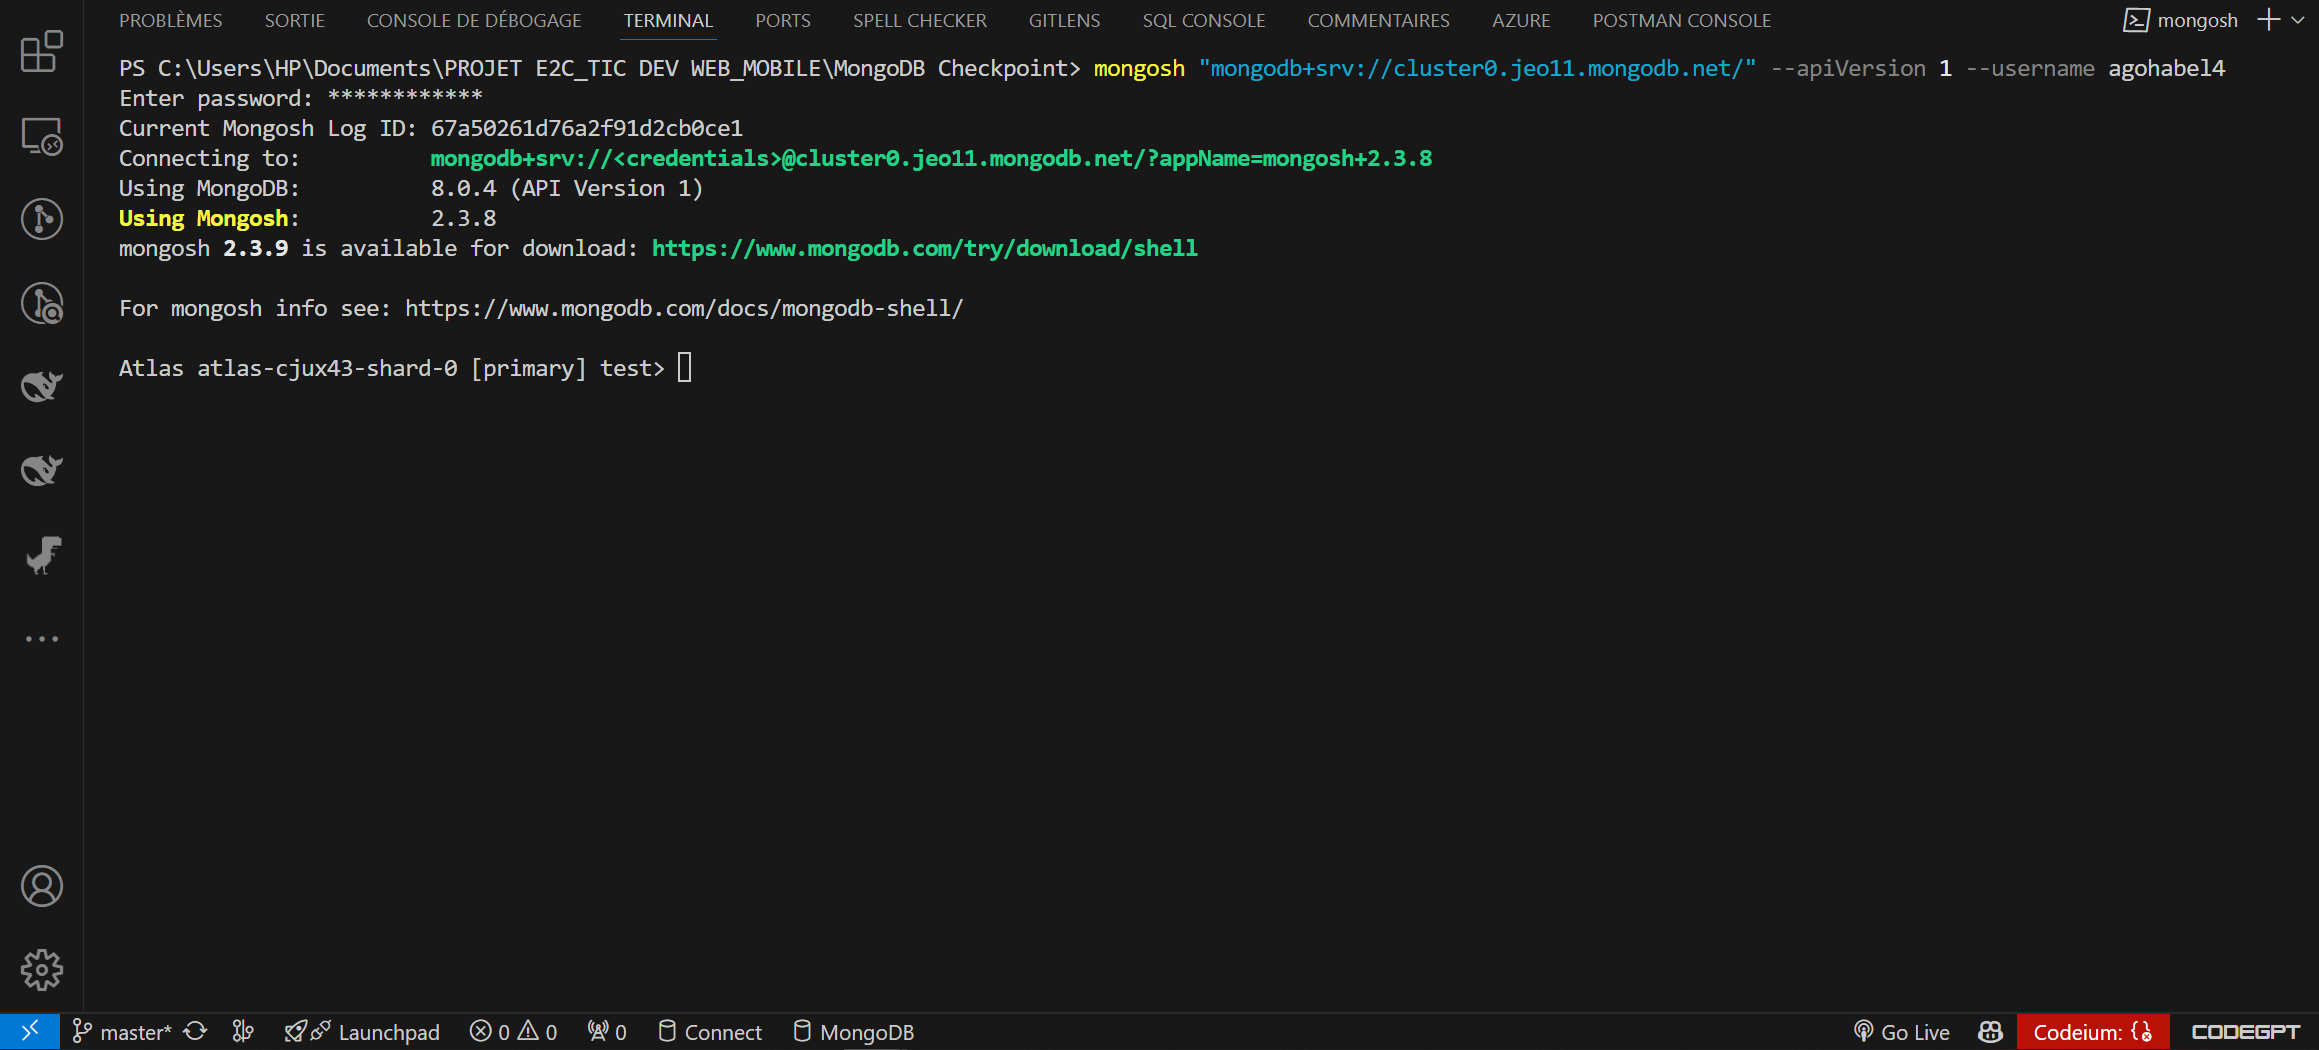 PROBLÈMES SORTIE CONSOLE DE DÉBOGAGE TERMINAL PORTS SPELL CHECKER GITLENS SQL CONSOLE COMMENTAIRES AZURE POSTMAN CONSOLE mongosh
PS C:\Users\HP\Documents\PROJET E2C_TIC DEV WEB_MOBILE\MongoDB Checkpoint> mongosh "mongodb+srv://cluster0.jeo11.mongodb.net/" --apiVersion 1 --username agohabel4
Enter password: ************
Current Mongosh Log ID: 67a50261d76a2f91d2cb0ce1
Connecting to: mongodb+srv://<credentials>@cluster0.jeo11.mongodb.net/?appName=mongosh+2.3.8
Using MongoDB: 8.0.4 (API Version 1)
Using Mongosh: 2.3.8
mongosh 2.3.9 is available for download: https://www.mongodb.com/try/download/shell
For mongosh info see: https://www.mongodb.com/docs/mongodb-shell/
Atlas atlas-cjux43-shard-0 [primary] test>
master* Launchpad 0 0 0 Connect MongoDB Go Live Codeium: {} CODEGPT